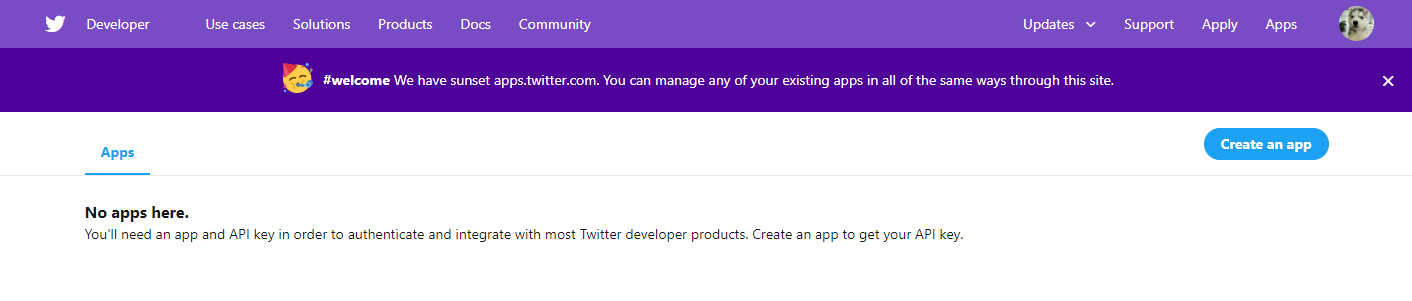 Developer Use cases Solutions Products Docs Community Updates Support Apply Apps
#welcome We have sunset apps.twitter.com. You can manage any of your existing apps in all of the same ways through this site.
Apps Create an app
No apps here.
You'll need an app and API key in order to authenticate and integrate with most Twitter developer products. Create an app to get your API key.